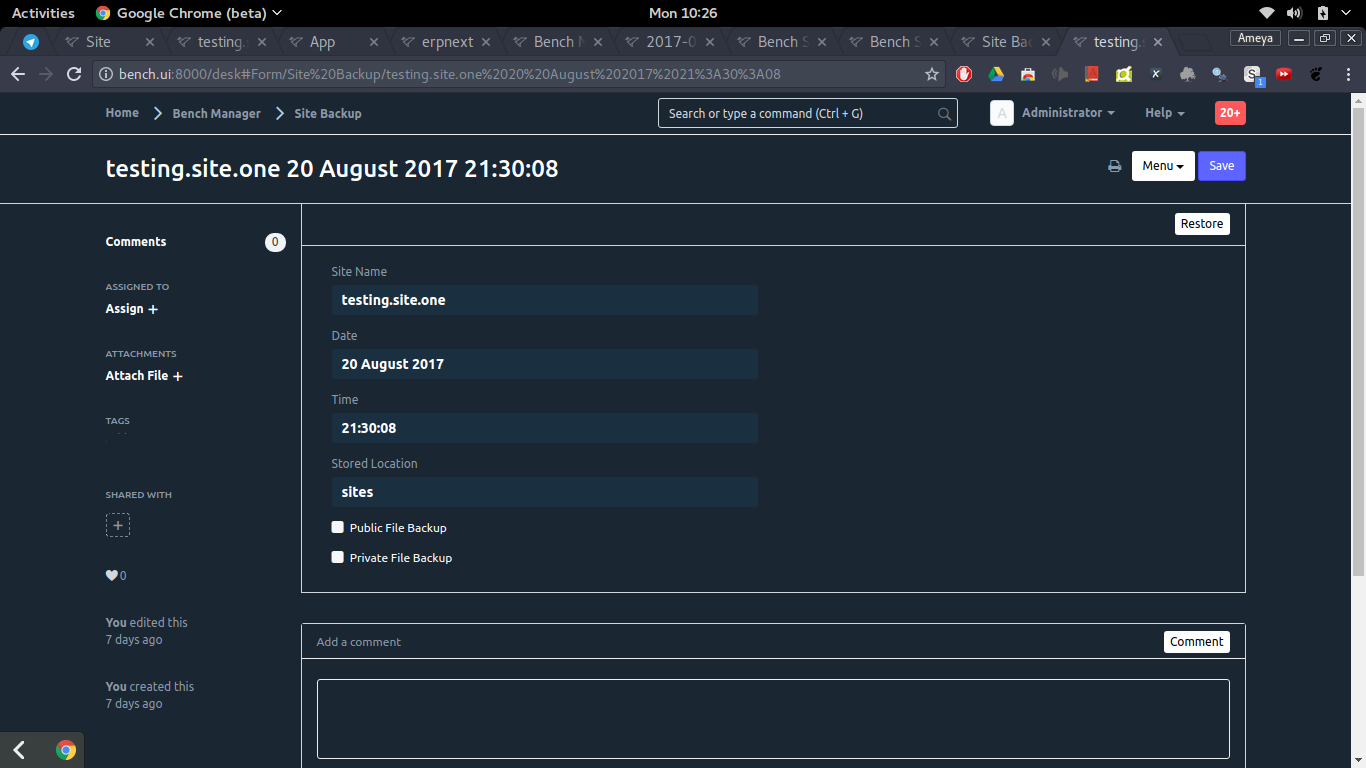 Activities Google Chrome (beta) Mon 10:26
Site testing. App erpnext Bench 2017-0 Bench S Bench S Site Bac testing. Ameya
bench.ui:8000/desk#Form/Site%20Backup/testing.site.one%2020%20August%202017%2021%3A30%3A08
Home Bench Manager Site Backup Search or type a command (Ctrl + G) A Administrator Help 20+
testing.site.one 20 August 2017 21:30:08 Menu Save
Restore
Comments 0
ASSIGNED TO
Assign +
ATTACHMENTS
Attach File +
TAGS
SHARED WITH
+
0
You edited this
7 days ago
You created this
7 days ago
Site Name
testing.site.one
Date
20 August 2017
Time
21:30:08
Stored Location
sites
Public File Backup
Private File Backup
Add a comment Comment